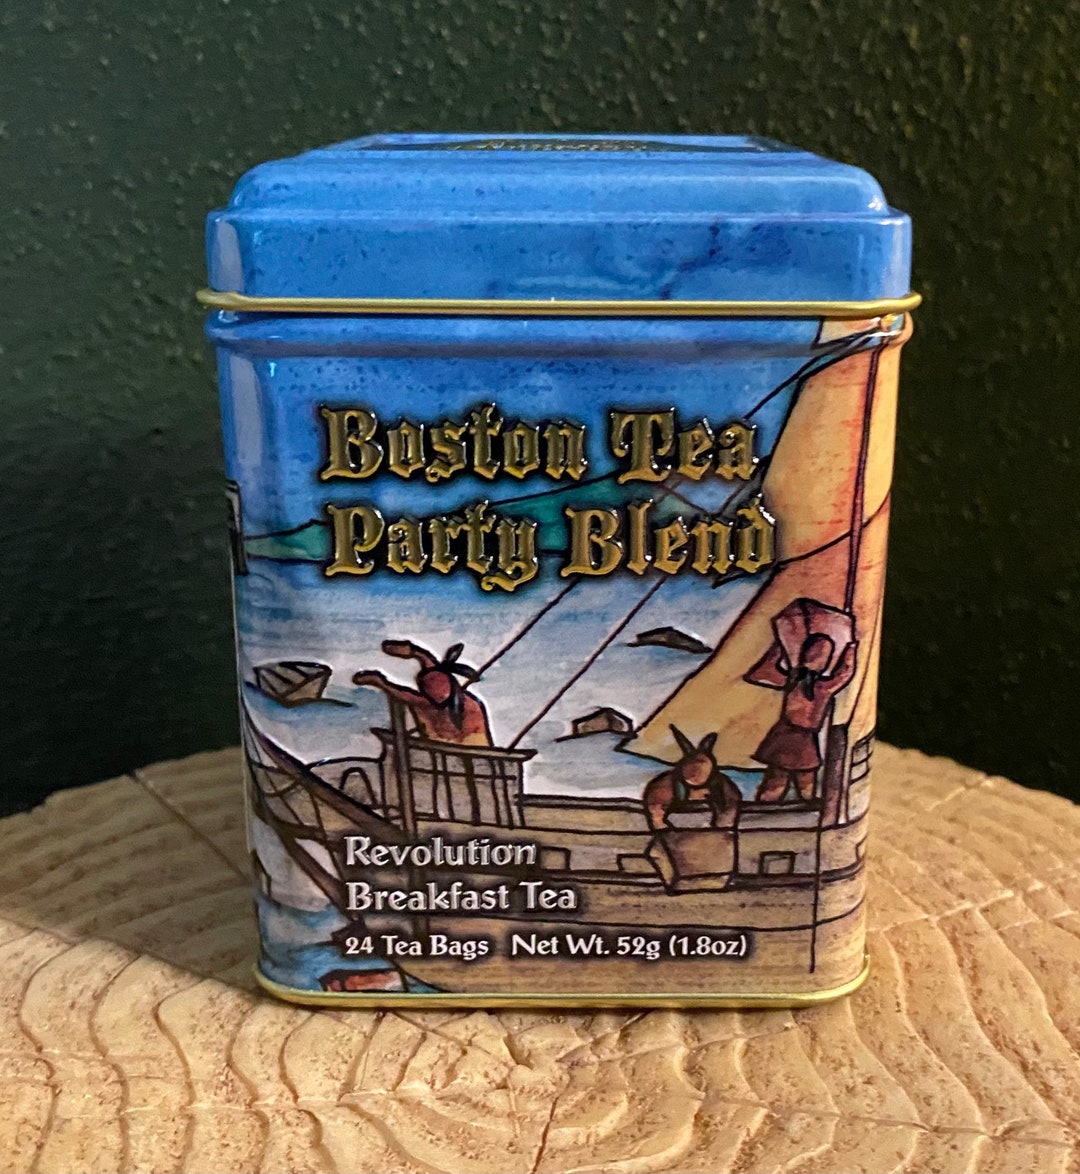 Boston Tea
Party Blend
Revolution
Breakfast Tea
24 Tea Bags Net Wt. 52g (1.8oz)